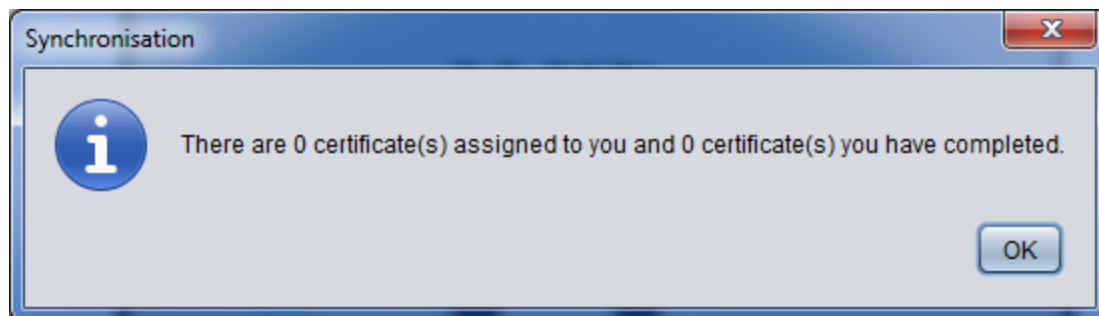 Synchronisation
There are 0 certificate(s) assigned to you and 0 certificate(s) you have completed.
OK